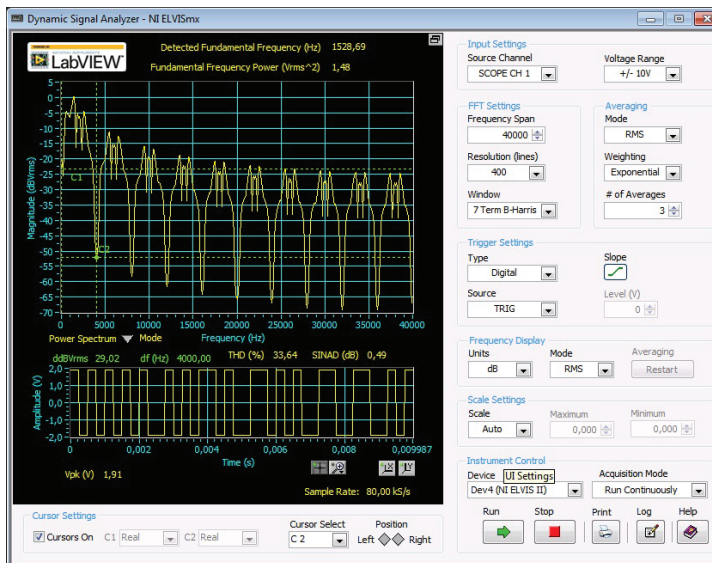 Dynamic Signal Analyzer - NI ELVISmx
LabVIEW
Detected Fundamental Frequency (Hz) 1528,69
Fundamental Frequency Power (Vrms^2) 1,48
Magnitude (dBVrms)
5
0
-5
-10
-15
-20
-25
-30
-35
-40
-45
-50
-55
-60
-65
-70
C1
C2
0 5000 10000 15000 20000 25000 30000 35000 40000
Power Spectrum Mode Frequency (Hz)
ddBVrms 29,02 df (Hz) 4000,00 THD (%) 33,64 SINAD (dB) 0,49
Amplitude (V)
2,0
1,0
0,0
-1,0
-2,0
0 0,002 0,004 0,006 0,008 0,009987
Time (s)
Vpk (V) 1,91
Sample Rate: 80,00 kS/s
Cursor Settings
Cursors On C1 Real C2 Real
Cursor Select
C 2
Position
Left Right
Input Settings
Source Channel Voltage Range
SCOPE CH 1 +/- 10V
FFT Settings
Frequency Span
40000
Resolution (lines)
400
Window
7 Term B-Harris
Averaging
Mode
RMS
Weighting
Exponential
# of Averages
3
Trigger Settings
Type Slope
Digital
Source Level (V)
TRIG 0
Frequency Display
Units Mode Averaging
dB RMS Restart
Scale Settings
Scale Maximum Minimum
Auto 0,000 0,000
Instrument Control
Device UI Settings Acquisition Mode
Dev4 (NI ELVIS II) Run Continuously
Run Stop Print Log Help